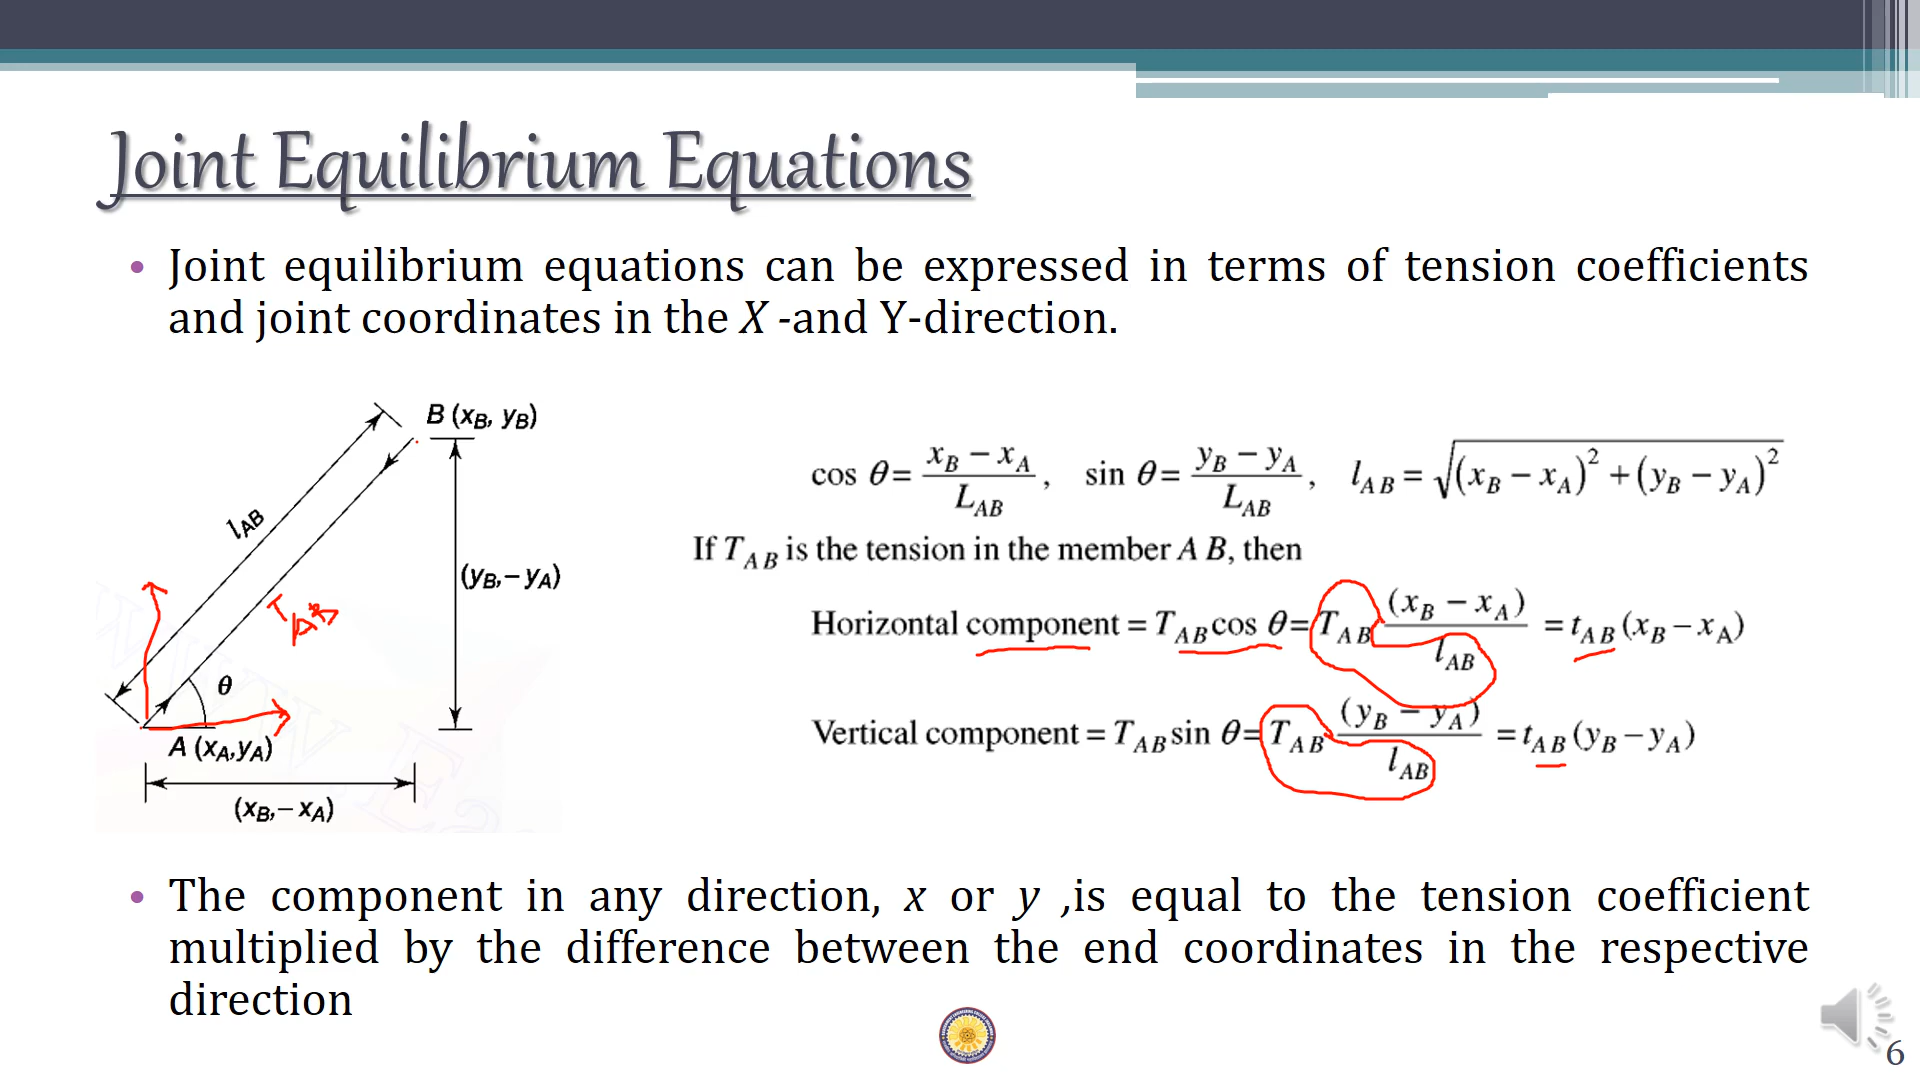 Joint Equilibrium Equations
• Joint equilibrium equations can be expressed in terms of tension coefficients
and joint coordinates in the X -and Y-direction.
B (xB, yB)
lAB
(yB,– yA)
TAB
θ
A (xA,yA)
(xB,– xA)
cos θ = (xB − xA)/LAB, sin θ = (yB − yA)/LAB, lAB = √((xB − xA)² + (yB − yA)²)
If TAB is the tension in the member A B, then
Horizontal component = TAB cos θ = TAB (xB − xA)/lAB = tAB (xB − xA)
Vertical component = TAB sin θ = TAB (yB − yA)/lAB = tAB (yB − yA)
• The component in any direction, x or y ,is equal to the tension coefficient
multiplied by the difference between the end coordinates in the respective
direction
6